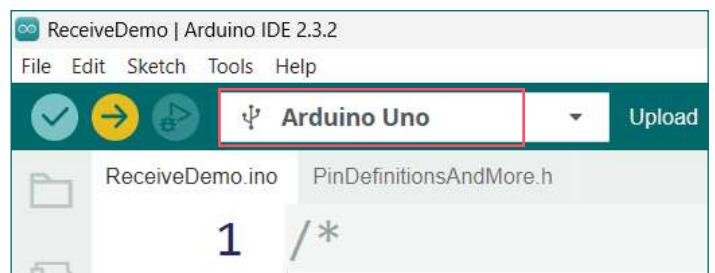 ReceiveDemo | Arduino IDE 2.3.2
File Edit Sketch Tools Help
Arduino Uno Upload
ReceiveDemo.ino PinDefinitionsAndMore.h
1 /*